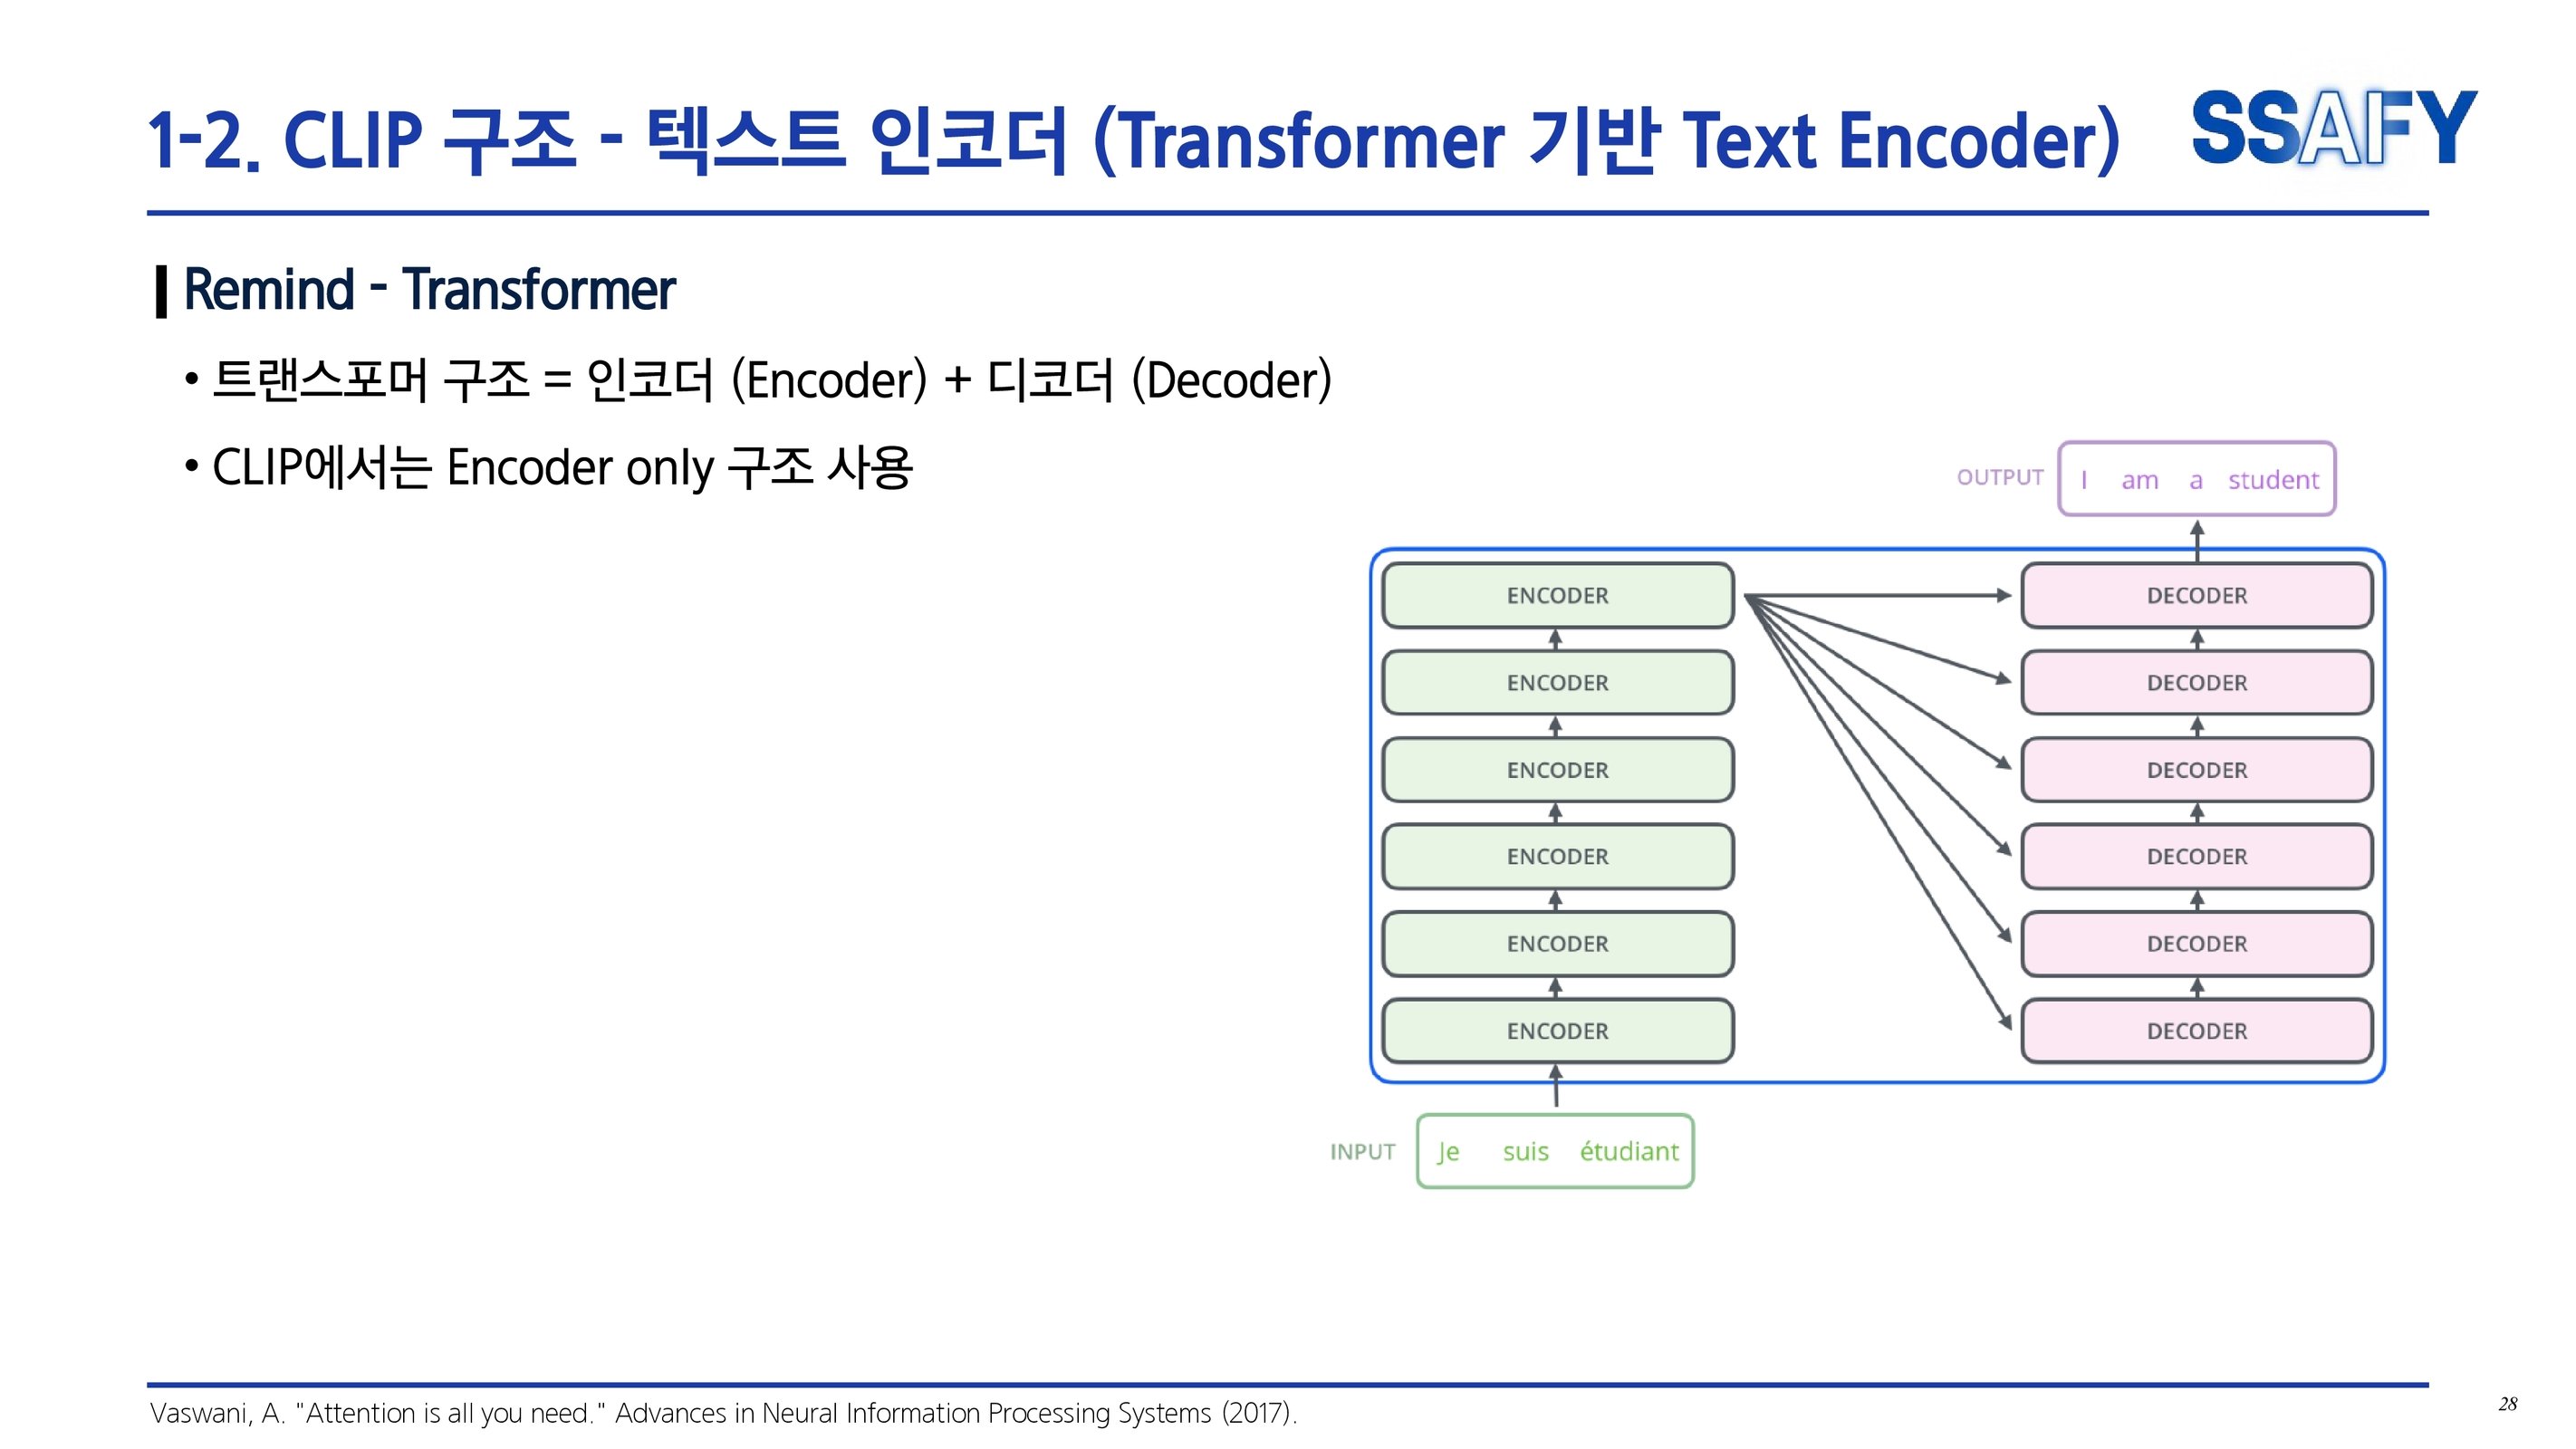 1-2. CLIP 구조 - 텍스트 인코더 (Transformer 기반 Text Encoder)
SSAFY
Remind - Transformer
• 트랜스포머 구조 = 인코더 (Encoder) + 디코더 (Decoder)
• CLIP에서는 Encoder only 구조 사용
OUTPUT I am a student
ENCODER DECODER
ENCODER DECODER
ENCODER DECODER
ENCODER DECODER
ENCODER DECODER
ENCODER DECODER
INPUT Je suis étudiant
Vaswani, A. "Attention is all you need." Advances in Neural Information Processing Systems (2017).
28